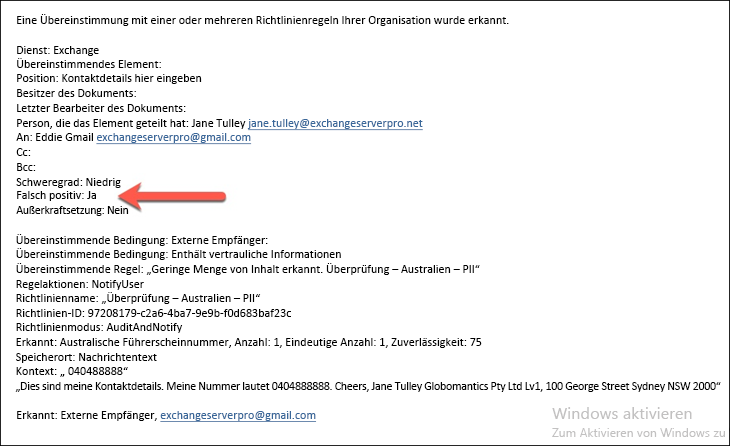 Eine Übereinstimmung mit einer oder mehreren Richtlinienregeln Ihrer Organisation wurde erkannt.
Dienst: Exchange
Übereinstimmendes Element:
Position: Kontaktdetails hier eingeben
Besitzer des Dokuments:
Letzter Bearbeiter des Dokuments:
Person, die das Element geteilt hat: Jane Tulley jane.tulley@exchangeserverpro.net
An: Eddie Gmail exchangeserverpro@gmail.com
Cc:
Bcc:
Schweregrad: Niedrig
Falsch positiv: Ja
Außerkraftsetzung: Nein
Übereinstimmende Bedingung: Externe Empfänger:
Übereinstimmende Bedingung: Enthält vertrauliche Informationen
Übereinstimmende Regel: „Geringe Menge von Inhalt erkannt. Überprüfung – Australien – PII“
Regelaktionen: NotifyUser
Richtlinienname: „Überprüfung – Australien – PII“
Richtlinien-ID: 97208179-c2a6-4ba7-9e9b-f0d683baf23c
Richtlinienmodus: AuditAndNotify
Erkannt: Australische Führerscheinnummer, Anzahl: 1, Eindeutige Anzahl: 1, Zuverlässigkeit: 75
Speicherort: Nachrichtentext
Kontext: „ 040488888“
„Dies sind meine Kontaktdetails. Meine Nummer lautet 0404888888. Cheers, Jane Tulley Globomantics Pty Ltd Lv1, 100 George Street Sydney NSW 2000“
Erkannt: Externe Empfänger, exchangeserverpro@gmail.com
Windows aktivieren
Zum Aktivieren von Windows zu